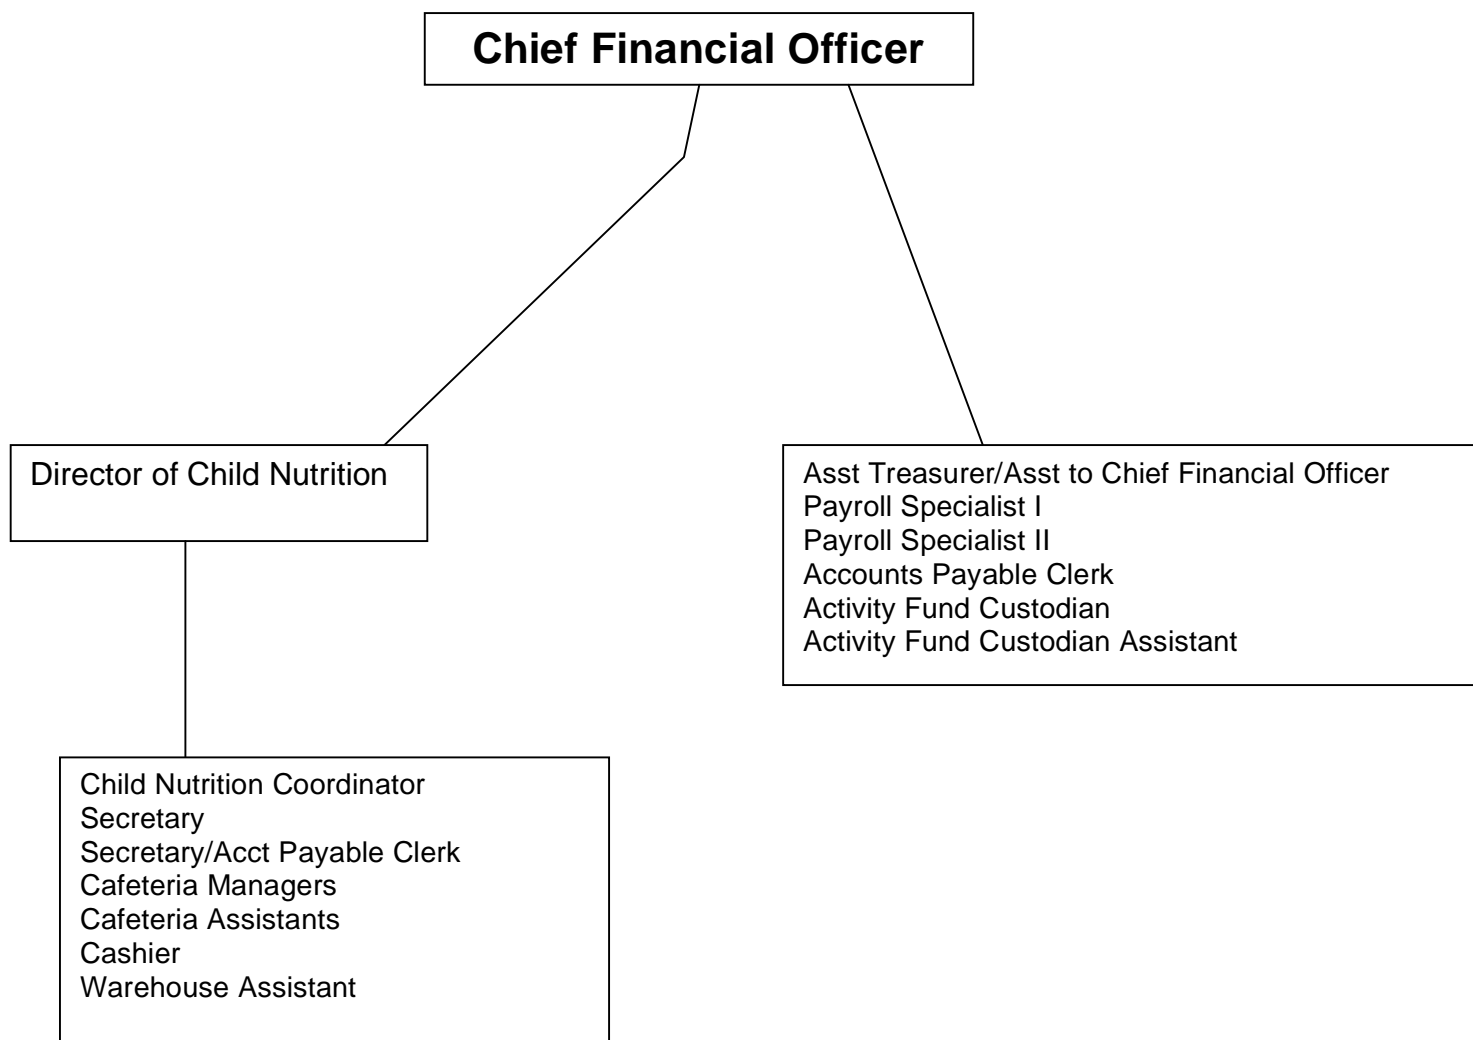 Chief Financial Officer
Director of Child Nutrition
Asst Treasurer/Asst to Chief Financial Officer
Payroll Specialist I
Payroll Specialist II
Accounts Payable Clerk
Activity Fund Custodian
Activity Fund Custodian Assistant
Child Nutrition Coordinator
Secretary
Secretary/Acct Payable Clerk
Cafeteria Managers
Cafeteria Assistants
Cashier
Warehouse Assistant